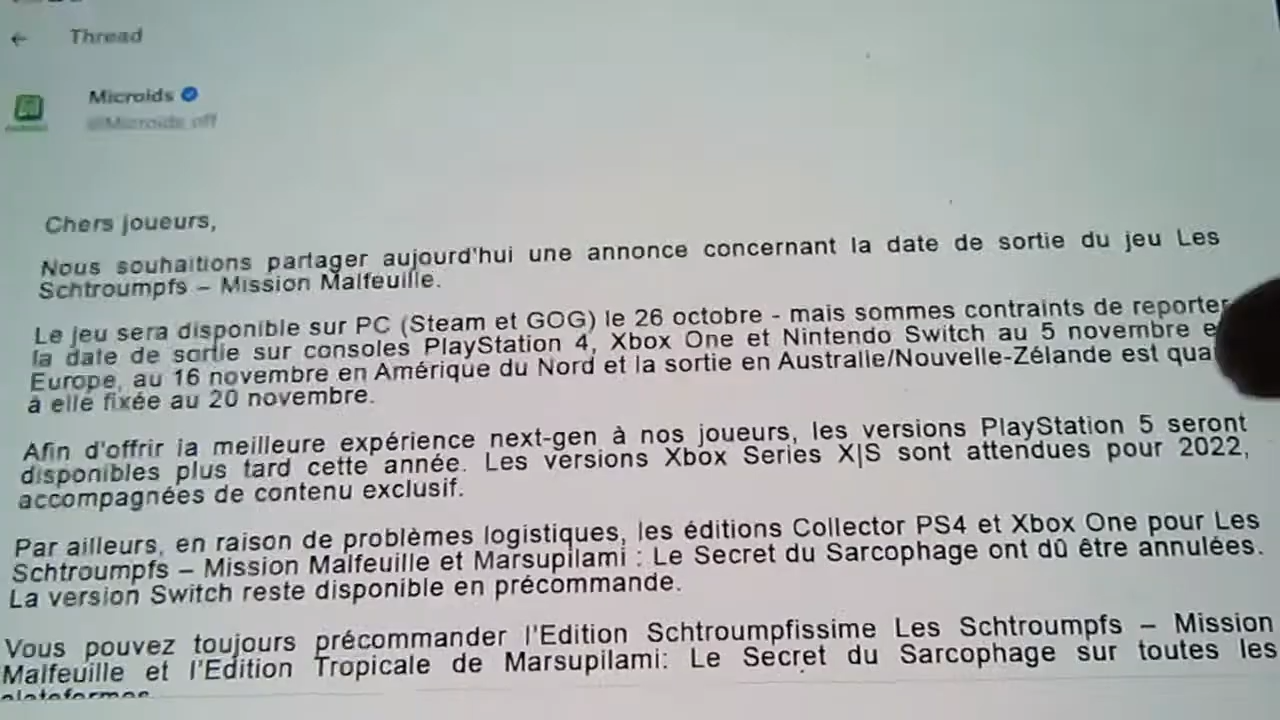 Thread
Microids
@Microids_off
Chers joueurs,
Nous souhaitions partager aujourd'hui une annonce concernant la date de sortie du jeu Les
Schtroumpfs – Mission Malfeuille.
Le jeu sera disponible sur PC (Steam et GOG) le 26 octobre - mais sommes contraints de reporter
la date de sortie sur consoles PlayStation 4, Xbox One et Nintendo Switch au 5 novembre e
Europe, au 16 novembre en Amérique du Nord et la sortie en Australie/Nouvelle-Zélande est qua
à elle fixée au 20 novembre.
Afin d'offrir la meilleure expérience next-gen à nos joueurs, les versions PlayStation 5 seront
disponibles plus tard cette année. Les versions Xbox Series X|S sont attendues pour 2022,
accompagnées de contenu exclusif.
Par ailleurs, en raison de problèmes logistiques, les éditions Collector PS4 et Xbox One pour Les
Schtroumpfs – Mission Malfeuille et Marsupilami : Le Secret du Sarcophage ont dû être annulées.
La version Switch reste disponible en précommande.
Vous pouvez toujours précommander l'Edition Schtroumpfissime Les Schtroumpfs – Mission
Malfeuille et l'Edition Tropicale de Marsupilami: Le Secret du Sarcophage sur toutes les
plateformes